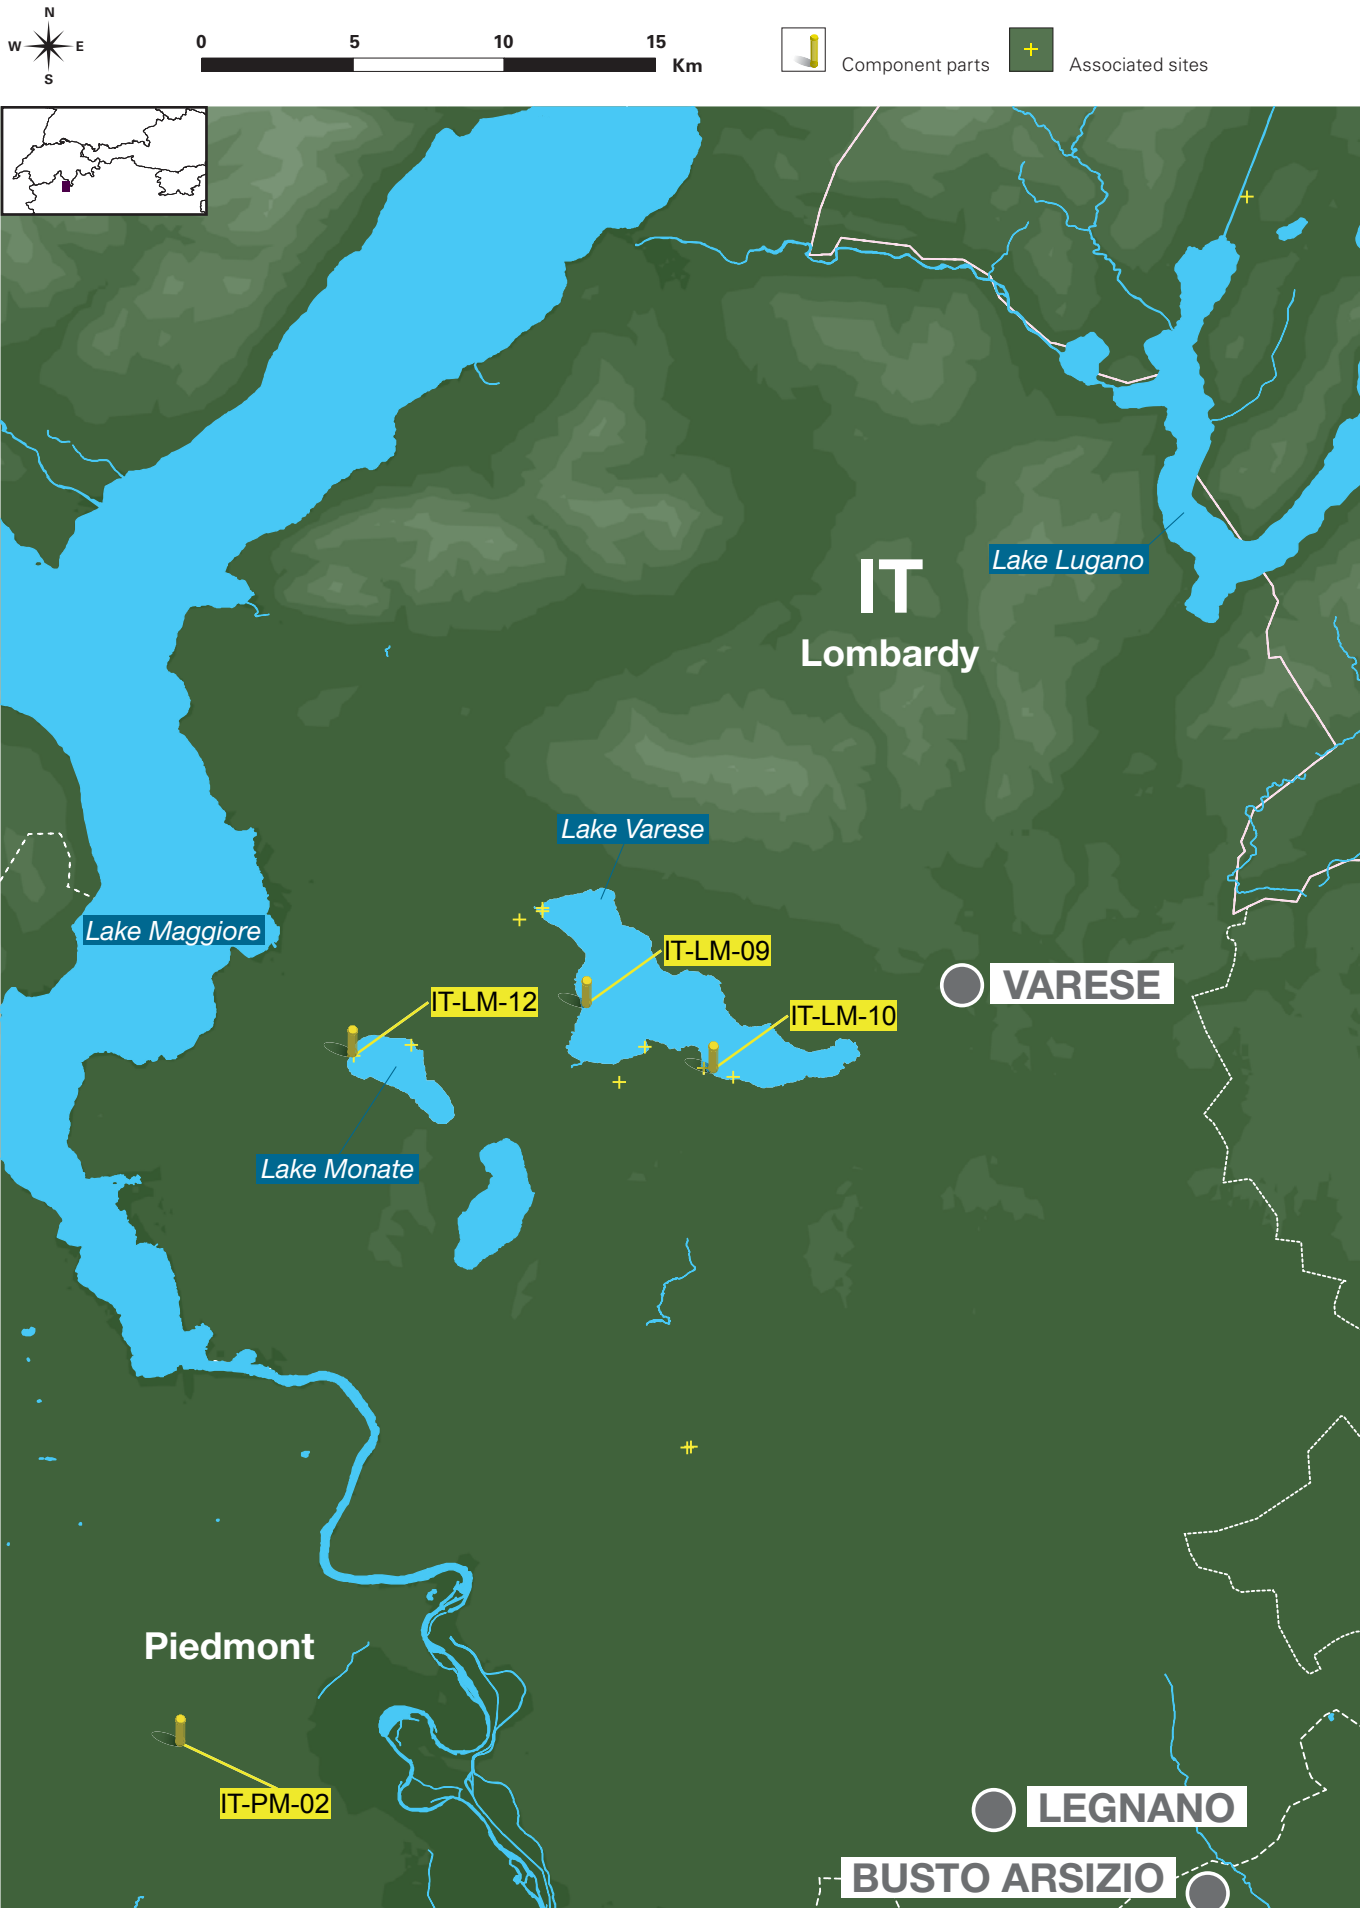 N
W E
S
0 5 10 15
Km
Component parts
Associated sites
Lake Lugano
IT
Lombardy
Lake Varese
Lake Maggiore
IT-LM-09
VARESE
IT-LM-12
IT-LM-10
Lake Monate
Piedmont
IT-PM-02
LEGNANO
BUSTO ARSIZIO